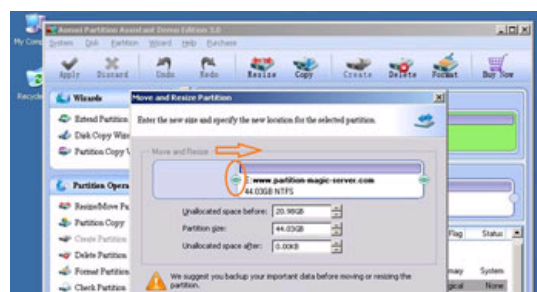 Aomei Partition Assistant Demo Edition 3.0
My Comp
System Disk Partition Wizard Help Purchase
Apply Discard Undo Redo Resize Copy Create Delete Format Buy Now
Recycle
Wizards
Extend Partition
Disk Copy Wiz
Partition Copy
Partition Opera
Resize/Move Pa
Partition Copy
Create Partition
Delete Partition
Format Partition
Check Partition
Move and Resize Partition
Enter the new size and specify the new location for the selected partition.
Move and Resize
www.partition-magic-server.com
44.03GB NTFS
Unallocated space before: 20.98GB
Partition size: 44.03GB
Unallocated space after: 0.00KB
We suggest you backup your important data before moving or resizing the
partition.
Flag Status
mary System
gical None